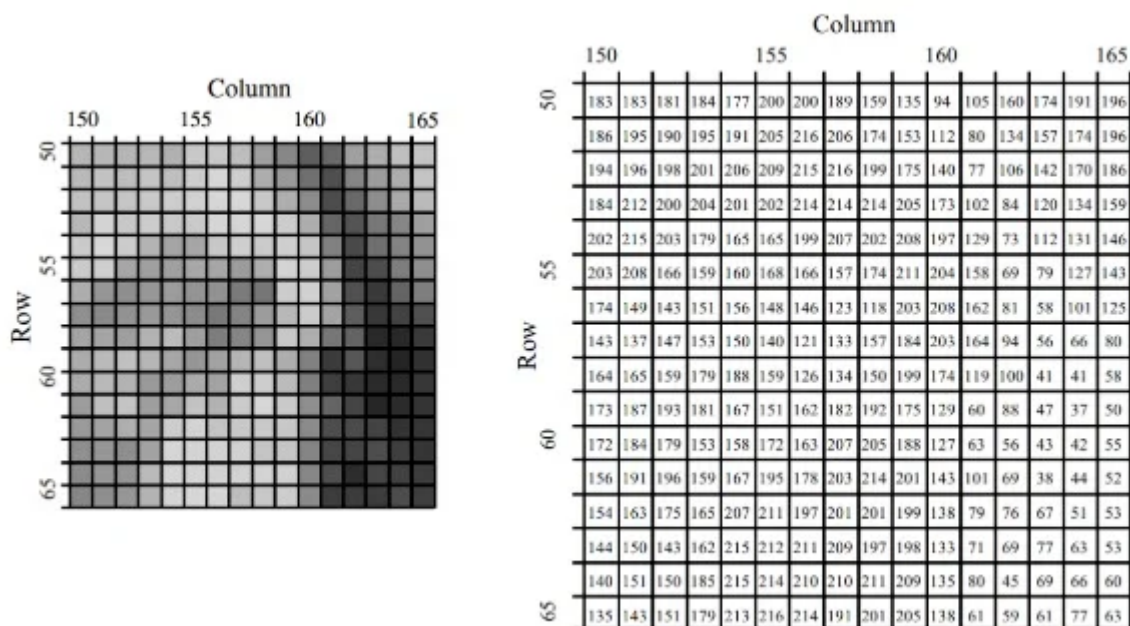 Column
150 155 160 165
Row
50
55
60
65
Column
150 155 160 165
Row
50
55
60
65
183 183 181 184 177 200 200 189 159 135 94 105 160 174 191 196
186 195 190 195 191 205 216 206 174 153 112 80 134 157 174 196
194 196 198 201 206 209 215 216 199 175 140 77 106 142 170 186
184 212 200 204 201 202 214 214 214 205 173 102 84 120 134 159
202 215 203 179 165 165 199 207 202 208 197 129 73 112 131 146
203 208 166 159 160 168 166 157 174 211 204 158 69 79 127 143
174 149 143 151 156 148 146 123 118 203 208 162 81 58 101 125
143 137 147 153 150 140 121 133 157 184 203 164 94 56 66 80
164 165 159 179 188 159 126 134 150 199 174 119 100 41 41 58
173 187 193 181 167 151 162 182 192 175 129 60 88 47 37 50
172 184 179 153 158 172 163 207 205 188 127 63 56 43 42 55
156 191 196 159 167 195 178 203 214 201 143 101 69 38 44 52
154 163 175 165 207 211 197 201 201 199 138 79 76 67 51 53
144 150 143 162 215 212 211 209 197 198 133 71 69 77 63 53
140 151 150 185 215 214 210 210 211 209 135 80 45 69 66 60
135 143 151 179 213 216 214 191 201 205 138 61 59 61 77 63